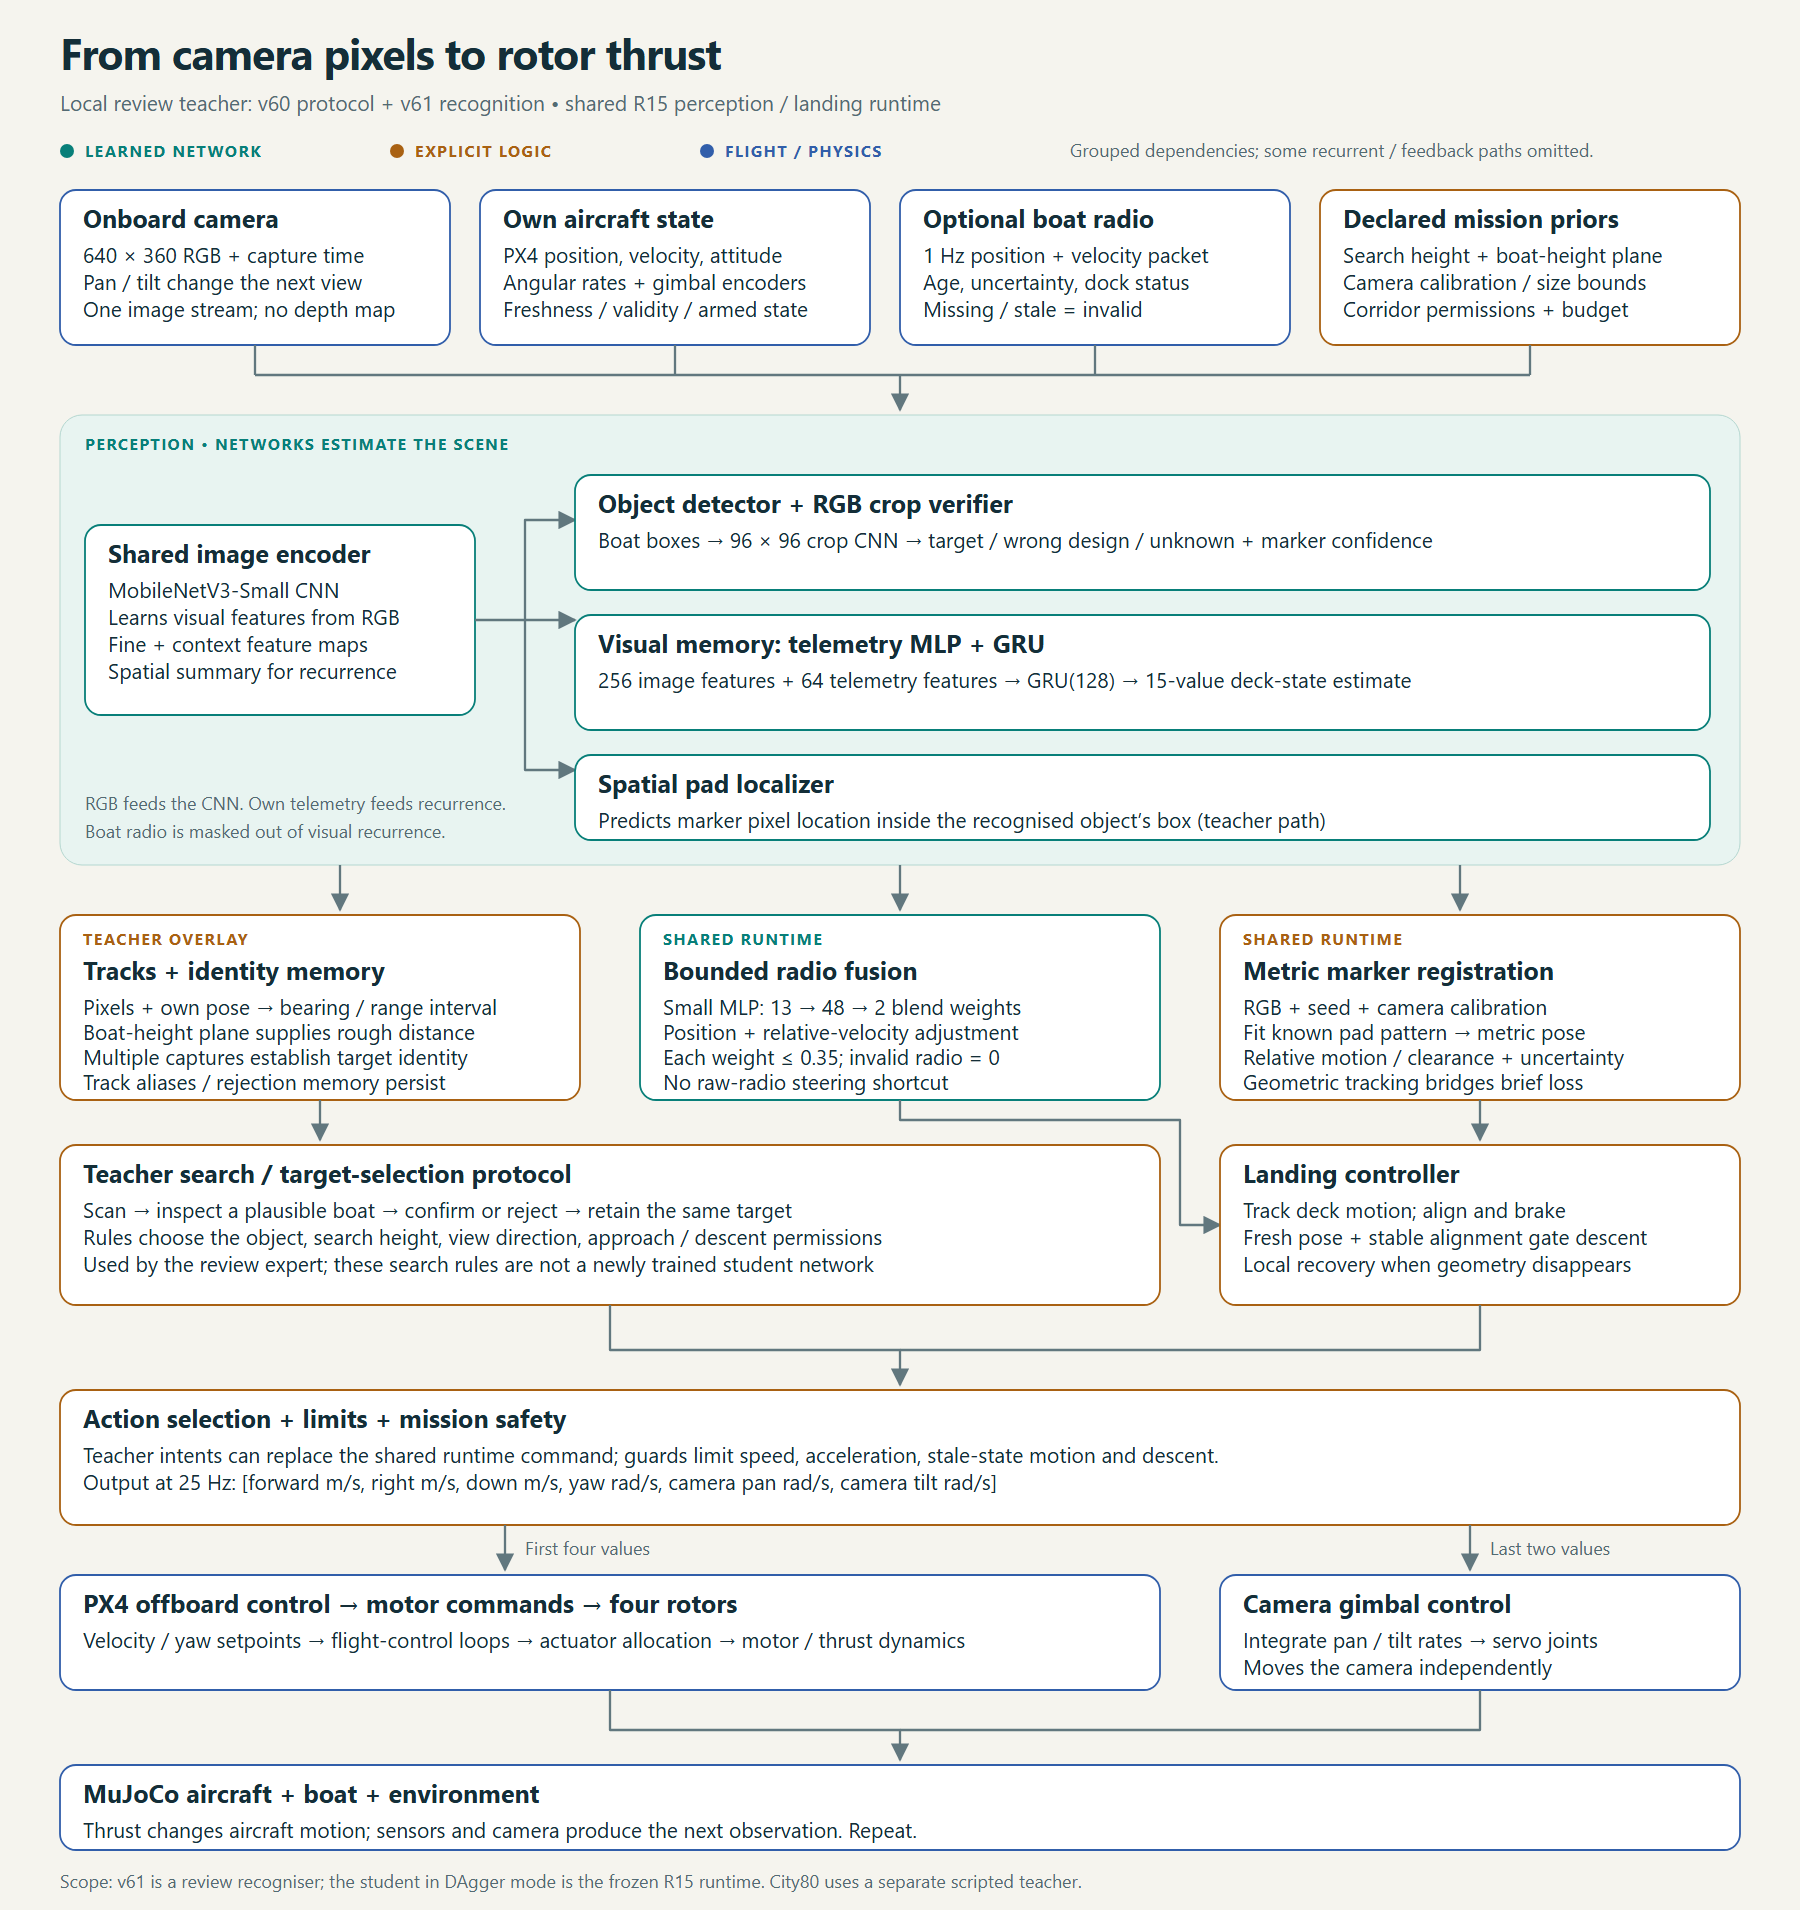 From camera pixels to rotor thrust
Local review teacher: v60 protocol + v61 recognition • shared R15 perception / landing runtime
LEARNED NETWORK
EXPLICIT LOGIC
FLIGHT / PHYSICS
Grouped dependencies; some recurrent / feedback paths omitted.
Onboard camera
640 × 360 RGB + capture time
Pan / tilt change the next view
One image stream; no depth map
Own aircraft state
PX4 position, velocity, attitude
Angular rates + gimbal encoders
Freshness / validity / armed state
Optional boat radio
1 Hz position + velocity packet
Age, uncertainty, dock status
Missing / stale = invalid
Declared mission priors
Search height + boat-height plane
Camera calibration / size bounds
Corridor permissions + budget
PERCEPTION • NETWORKS ESTIMATE THE SCENE
Shared image encoder
MobileNetV3-Small CNN
Learns visual features from RGB
Fine + context feature maps
Spatial summary for recurrence
Object detector + RGB crop verifier
Boat boxes → 96 × 96 crop CNN → target / wrong design / unknown + marker confidence
Visual memory: telemetry MLP + GRU
256 image features + 64 telemetry features → GRU(128) → 15-value deck-state estimate
Spatial pad localizer
Predicts marker pixel location inside the recognised object’s box (teacher path)
RGB feeds the CNN. Own telemetry feeds recurrence.
Boat radio is masked out of visual recurrence.
TEACHER OVERLAY
Tracks + identity memory
Pixels + own pose → bearing / range interval
Boat-height plane supplies rough distance
Multiple captures establish target identity
Track aliases / rejection memory persist
SHARED RUNTIME
Bounded radio fusion
Small MLP: 13 → 48 → 2 blend weights
Position + relative-velocity adjustment
Each weight ≤ 0.35; invalid radio = 0
No raw-radio steering shortcut
SHARED RUNTIME
Metric marker registration
RGB + seed + camera calibration
Fit known pad pattern → metric pose
Relative motion / clearance + uncertainty
Geometric tracking bridges brief loss
Teacher search / target-selection protocol
Scan → inspect a plausible boat → confirm or reject → retain the same target
Rules choose the object, search height, view direction, approach / descent permissions
Used by the review expert; these search rules are not a newly trained student network
Landing controller
Track deck motion; align and brake
Fresh pose + stable alignment gate descent
Local recovery when geometry disappears
Action selection + limits + mission safety
Teacher intents can replace the shared runtime command; guards limit speed, acceleration, stale-state motion and descent.
Output at 25 Hz: [forward m/s, right m/s, down m/s, yaw rad/s, camera pan rad/s, camera tilt rad/s]
First four values
Last two values
PX4 offboard control → motor commands → four rotors
Velocity / yaw setpoints → flight-control loops → actuator allocation → motor / thrust dynamics
Camera gimbal control
Integrate pan / tilt rates → servo joints
Moves the camera independently
MuJoCo aircraft + boat + environment
Thrust changes aircraft motion; sensors and camera produce the next observation. Repeat.
Scope: v61 is a review recogniser; the student in DAgger mode is the frozen R15 runtime. City80 uses a separate scripted teacher.